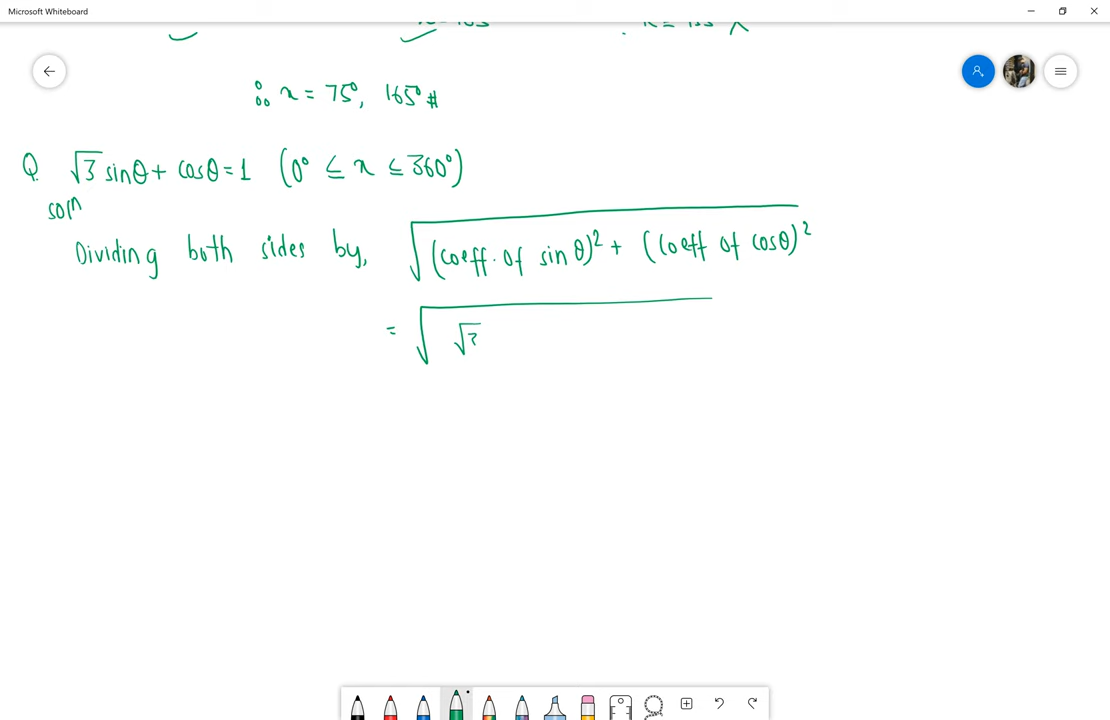 Microsoft Whiteboard
∴ x = 75°, 165° #
Q. √3 sinθ + cosθ = 1 (0° ≤ x ≤ 360°)
solⁿ
Dividing both sides by, √(coeff. of sin θ)² + (coeff of cosθ)²
= √ √3